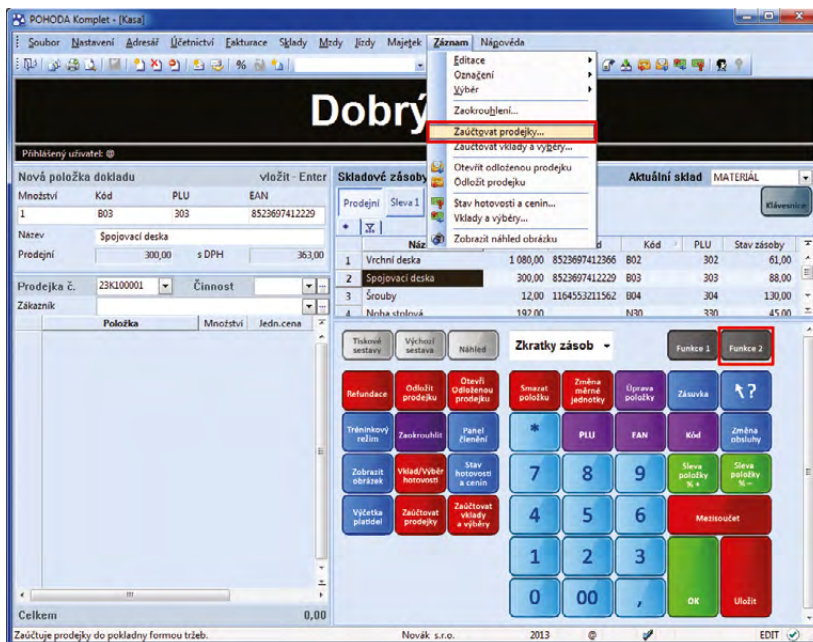 POHODA Komplet - [Kasa]
Soubor Nastavení Adresář Účetnictví Fakturace Sklady Mzdy Jízdy Majetek Záznam Nápověda
Editace
Označení
Výběr
Zaokrouhlení...
Zaúčtovat prodejky...
Zaúčtovat vklady a výběry...
Otevřít odloženou prodejku
Odložit prodejku
Stav hotovosti a cenin...
Vklady a výběry...
Zobrazit náhled obrázku
Dobrý
Přihlášený uživatel: @
Nová položka dokladu vložit - Enter
Množství Kód PLU EAN
1 B03 303 8523697412229
Název Spojovací deska
Prodejní 300,00 s DPH 363,00
Prodejka č. 23K100001 Činnost
Zákazník
Položka Množství Jedn.cena
Celkem 0,00
Skladové zásoby Aktuální sklad MATERIÁL
Prodejní Sleva 1 Klávesnice
Náz d Kód PLU Stav zásoby
1 Vrchní deska 1 080,00 8523697412366 B02 302 61,00
2 Spojovací deska 300,00 8523697412229 B03 303 88,00
3 Šrouby 12,00 1164553211562 B04 304 130,00
4 Noha stolová 192,00 N30 330 45,00
Tiskové sestavy Výchozí sestava Náhled Zkratky zásob Funkce 1 Funkce 2
Refundace Odložit prodejku Otevři Odloženou prodejku Smazat položku Změna měrné jednotky Úprava položky Zásuvka ?
Tréninkový režim Zaokrouhlit Panel členění * PLU EAN Kód Změna obsluhy
Zobrazit obrázek Vklad/Výběr hotovosti Stav hotovosti a cenin 7 8 9 Sleva položky % + Sleva položky % -
Výčetka platidel Zaúčtovat prodejky Zaúčtovat vklady a výběry 4 5 6 Mezisoučet
1 2 3
0 00 , OK Uložit
Zaúčtuje prodejky do pokladny formou tržeb. Novák s.r.o. 2013 @ EDIT